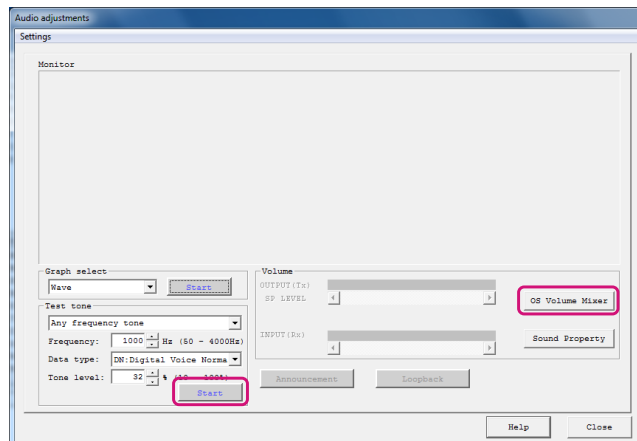 Audio adjustments
Settings
Monitor
Graph select
Wave
Start
Test tone
Any frequency tone
Frequency: 1000 Hz (50 - 4000Hz)
Data type: DN:Digital Voice Norma
Tone level: 32 % (10 - 100%)
Start
Volume
OUTPUT(Tx)
SP LEVEL
INPUT(Rx)
OS Volume Mixer
Sound Property
Announcement
Loopback
Help
Close